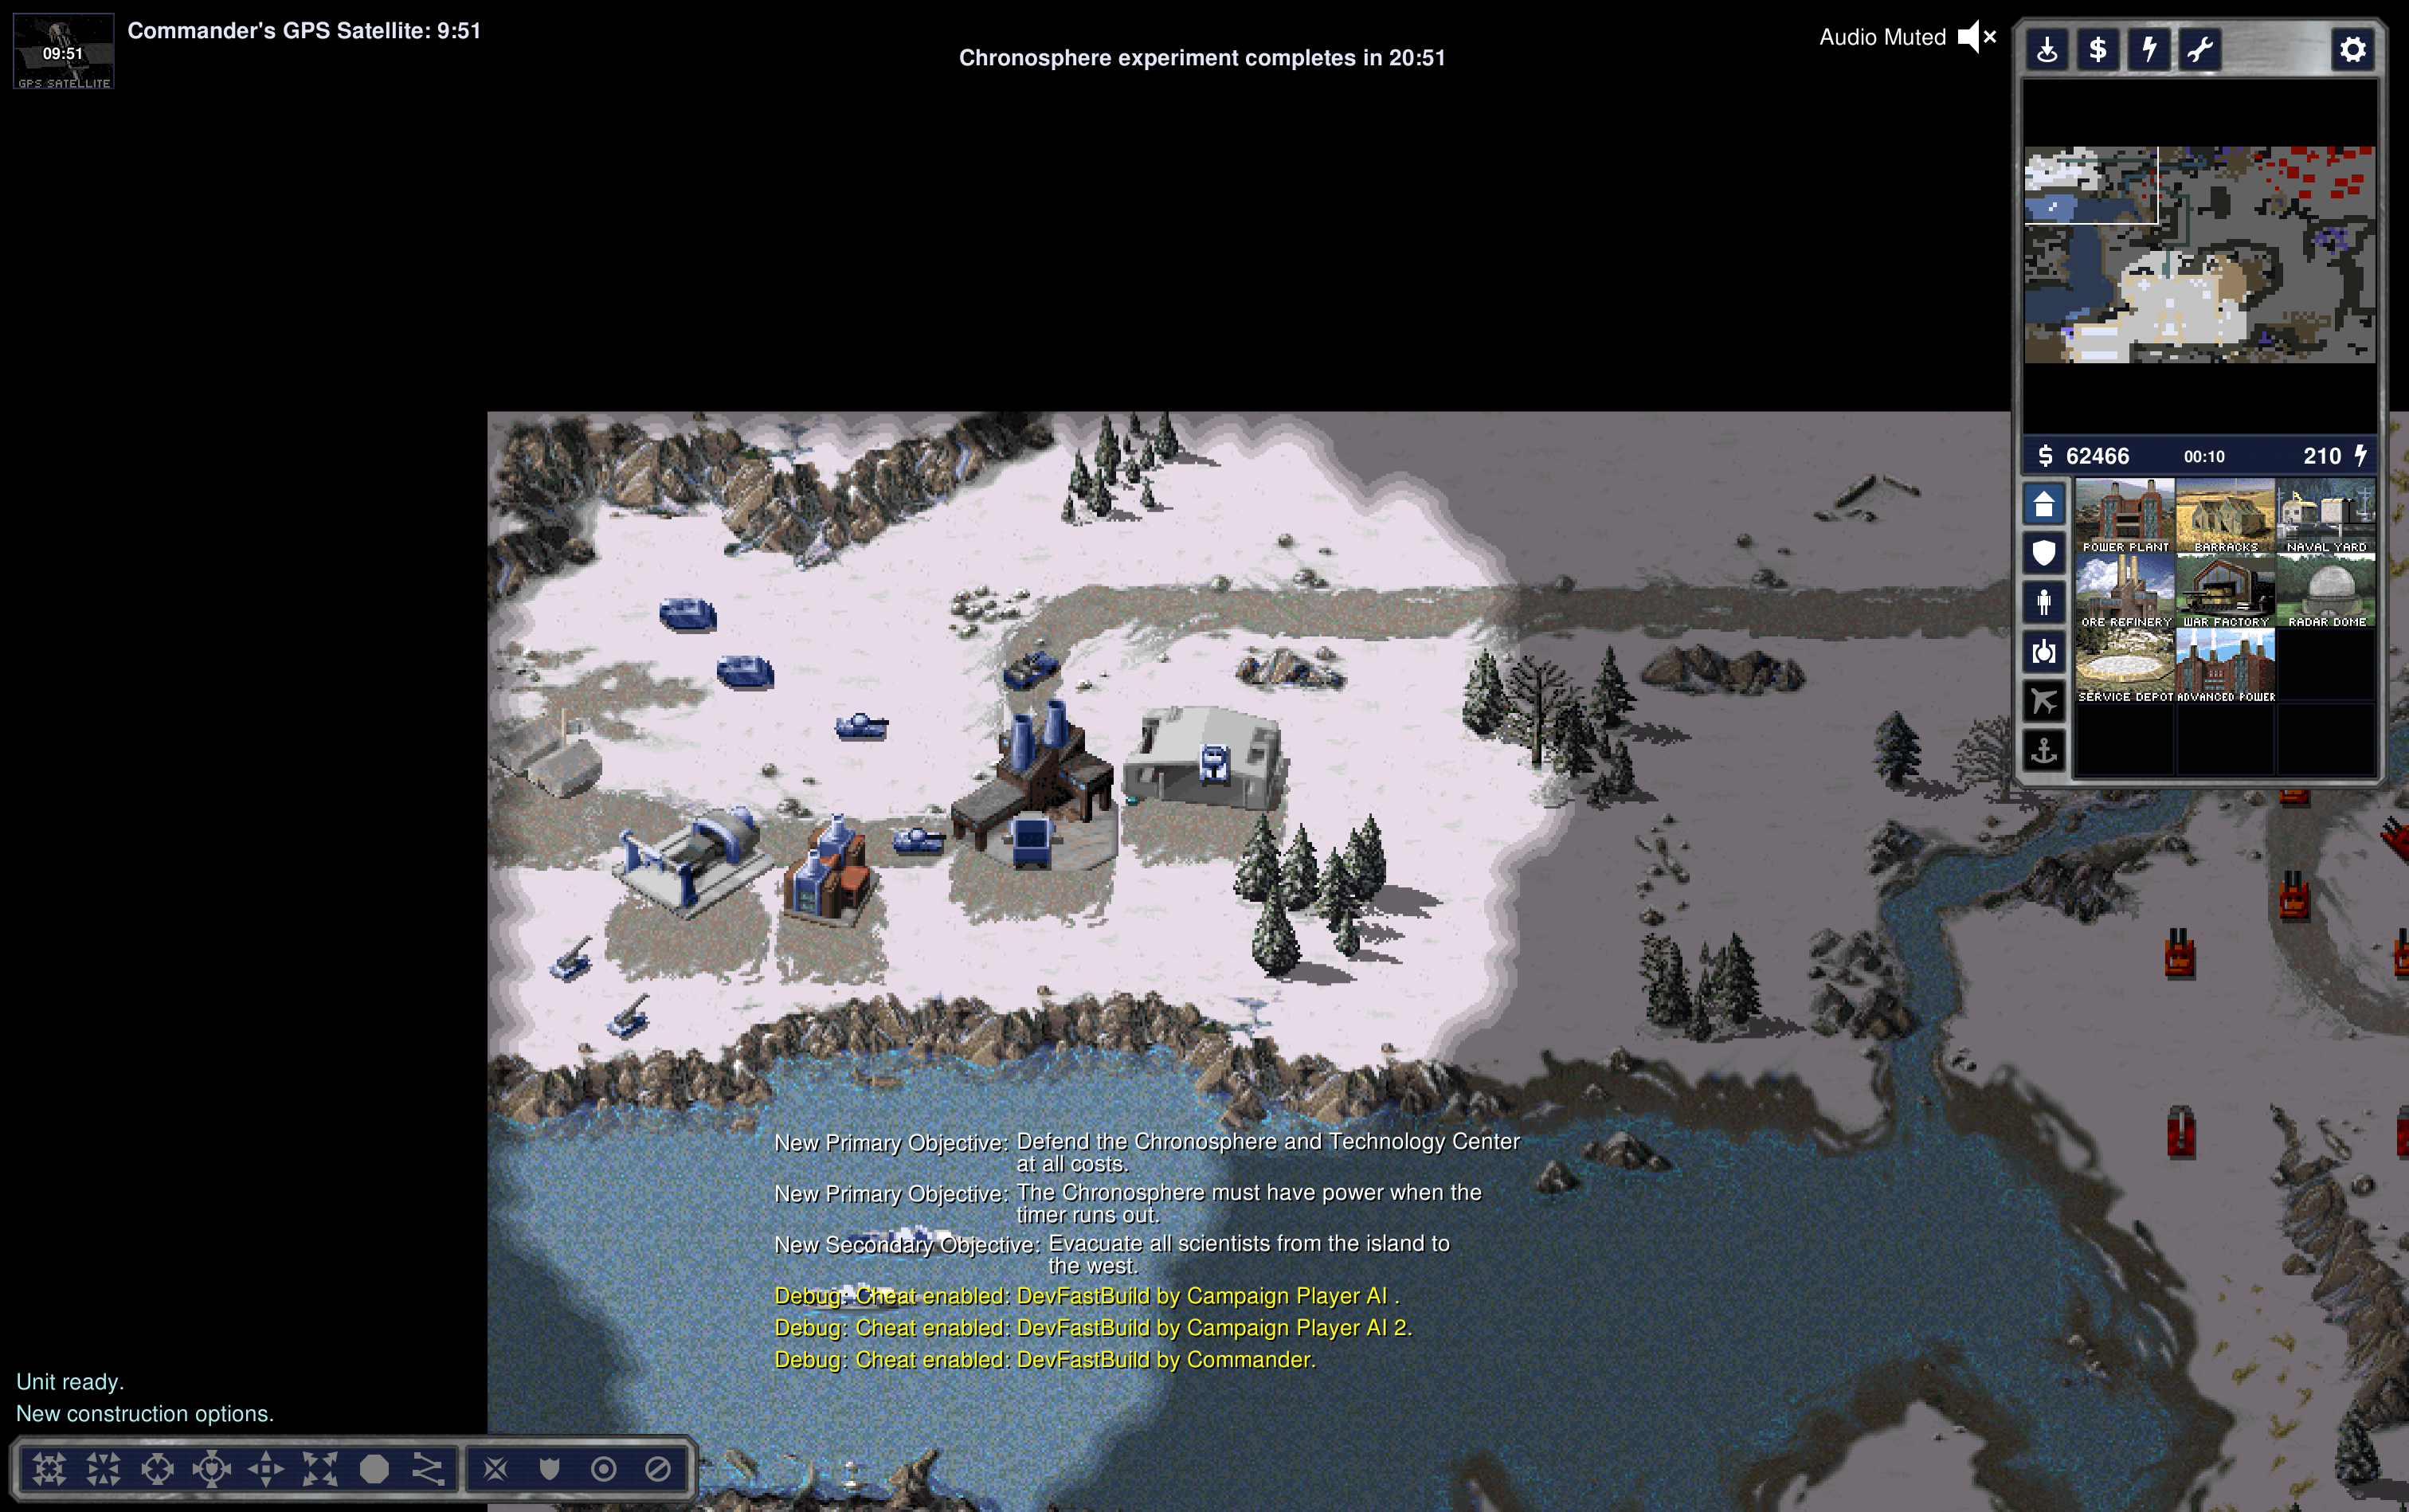 Commander's GPS Satellite: 9:51
09:51
GPS SATELLITE
Chronosphere experiment completes in 20:51
Audio Muted
$ 62466 00:10 210
POWER PLANT BARRACKS NAVAL YARD
ORE REFINERY WAR FACTORY RADAR DOME
SERVICE DEPOT ADVANCED POWER
New Primary Objective: Defend the Chronosphere and Technology Center
at all costs.
New Primary Objective: The Chronosphere must have power when the
timer runs out.
New Secondary Objective: Evacuate all scientists from the island to
the west.
Debug: Cheat enabled: DevFastBuild by Campaign Player AI .
Debug: Cheat enabled: DevFastBuild by Campaign Player AI 2.
Debug: Cheat enabled: DevFastBuild by Commander.
Unit ready.
New construction options.